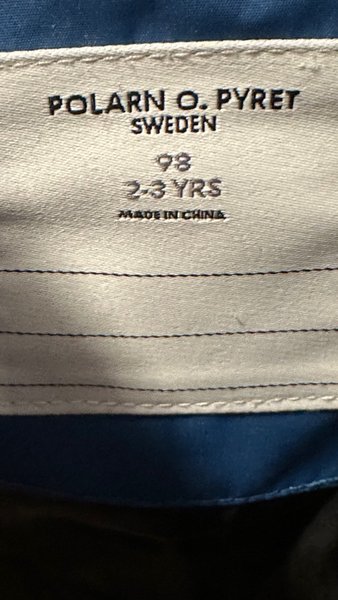 POLARN O. PYRET
SWEDEN
98
2-3 YRS
MADE IN CHINA